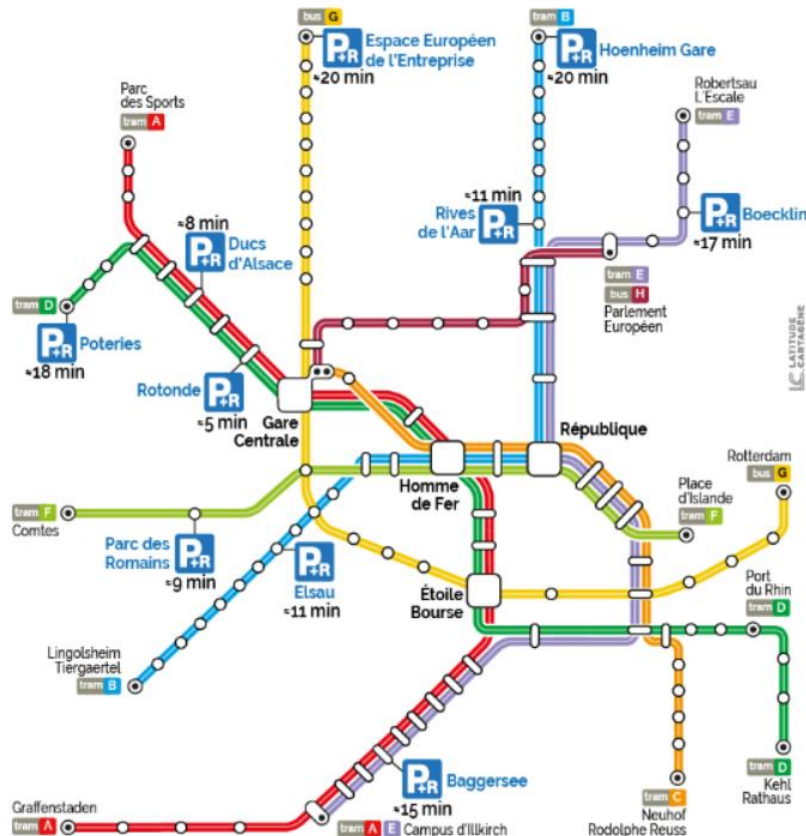 bus G
P+R
Espace Européen
de l'Entreprise
≈20 min
tram B
P+R
Hoenheim Gare
≈20 min
Parc
des Sports
tram A
Robertsau
L'Escale
tram E
≈8 min
P+R
Ducs
d'Alsace
≈11 min
Rives
de l'Aar
P+R
P+R
Boecklin
≈17 min
tram D
P+R
Poteries
≈18 min
tram E
bus H
Parlement
Européen
LATITUDE
CARTAGÈNE
Rotonde
P+R
≈5 min
Gare
Centrale
République
Homme
de Fer
Rotterdam
bus G
Place
d'Islande
tram F
tram F
Comtes
Parc des
Romains
P+R
≈9 min
P+R
Elsau
≈11 min
Étoile
Bourse
Port
du Rhin
tram D
Lingolsheim
Tiergaertel
tram B
P+R
Baggersee
≈15 min
tram D
Kehl
Rathaus
tram C
Neuhof
Rodolphe Reuss
Graffenstaden
tram A
tram A E Campus d'Illkirch